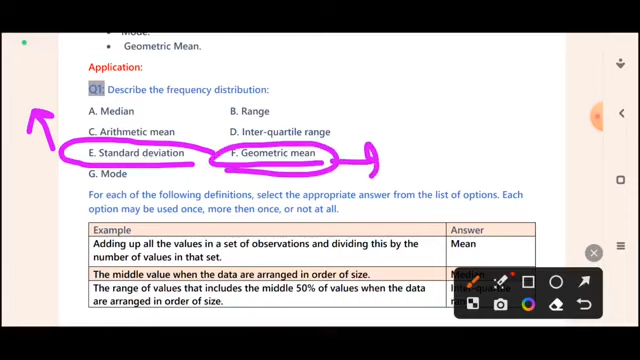 Mode.
Geometric Mean.
Application:
Q1: Describe the frequency distribution:
A. Median B. Range
C. Arithmetic mean D. Inter-quartile range
E. Standard deviation F. Geometric mean
G. Mode
For each of the following definitions, select the appropriate answer from the list of options. Each
option may be used once, more then once, or not at all.
Example Answer
Adding up all the values in a set of observations and dividing this by the Mean
number of values in that set.
The middle value when the data are arranged in order of size. Median
The range of values that includes the middle 50% of values when the data Inter-quartile
are arranged in order of size.